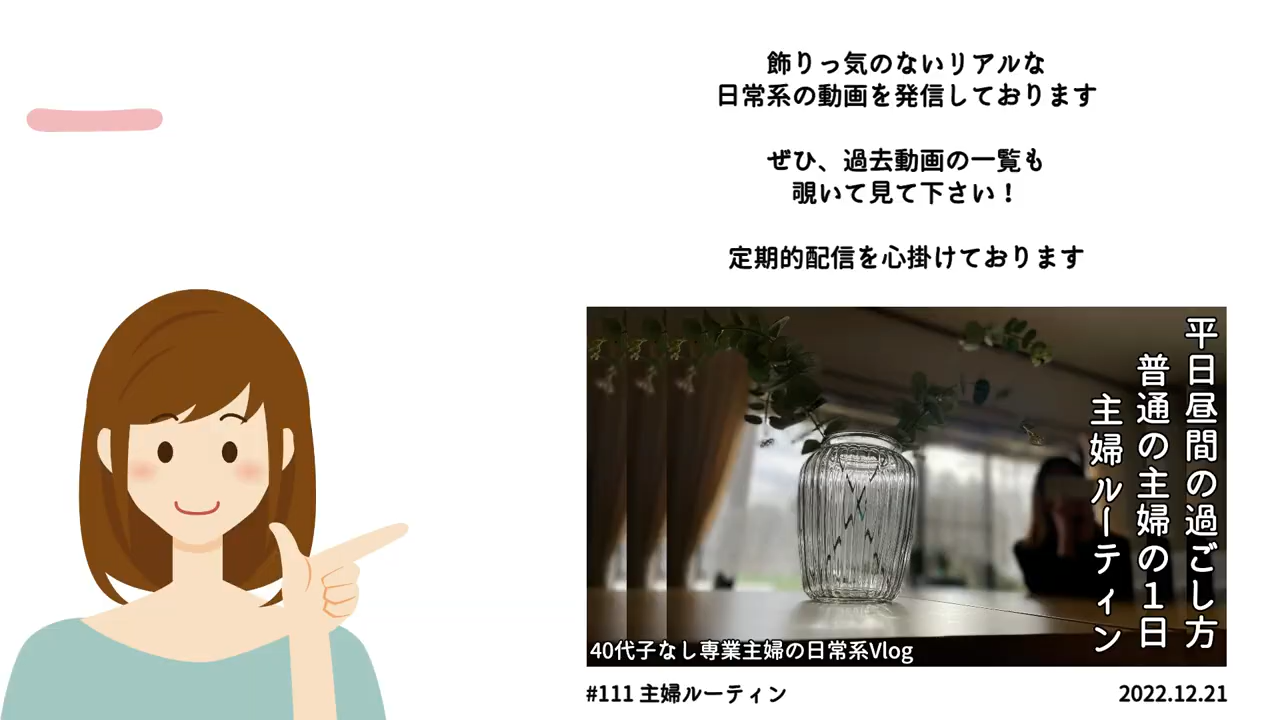 飾りっ気のないリアルな
日常系の動画を発信しております
ぜひ、過去動画の一覧も
覗いて見て下さい！
定期的配信を心掛けております
平日昼間の過ごし方
普通の主婦の1日
主婦ルーティン
40代子なし専業主婦の日常系Vlog
#111 主婦ルーティン
2022.12.21